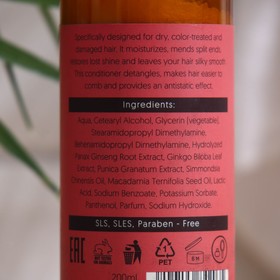 Specifically designed for dry, color-treated and
damaged hair. It moisturizes, mends split ends,
restores lost shine and leaves your hair silky smooth.
This conditioner detangles, makes hair easier to
comb and provides an antistatic effect.
Ingredients:
Aqua, Cetearyl Alcohol, Glycerin (vegetable),
Stearamidopropyl Dimethylamine,
Behenamidopropyl Dimethylamine, Hydrolyzed
Panax Ginseng Root Extract, Ginkgo Biloba Leaf
Extract, Punica Granatum Extract, Simmondsia
Chinensis Oil, Macadamia Ternifolia Seed Oil, Lactic
Acid, Sodium Benzoate, Potassium Sorbate,
Panthenol, Parfum, Sodium Hydroxide.
SLS, SLES, Paraben - Free
EAC
PET
6M
200ml